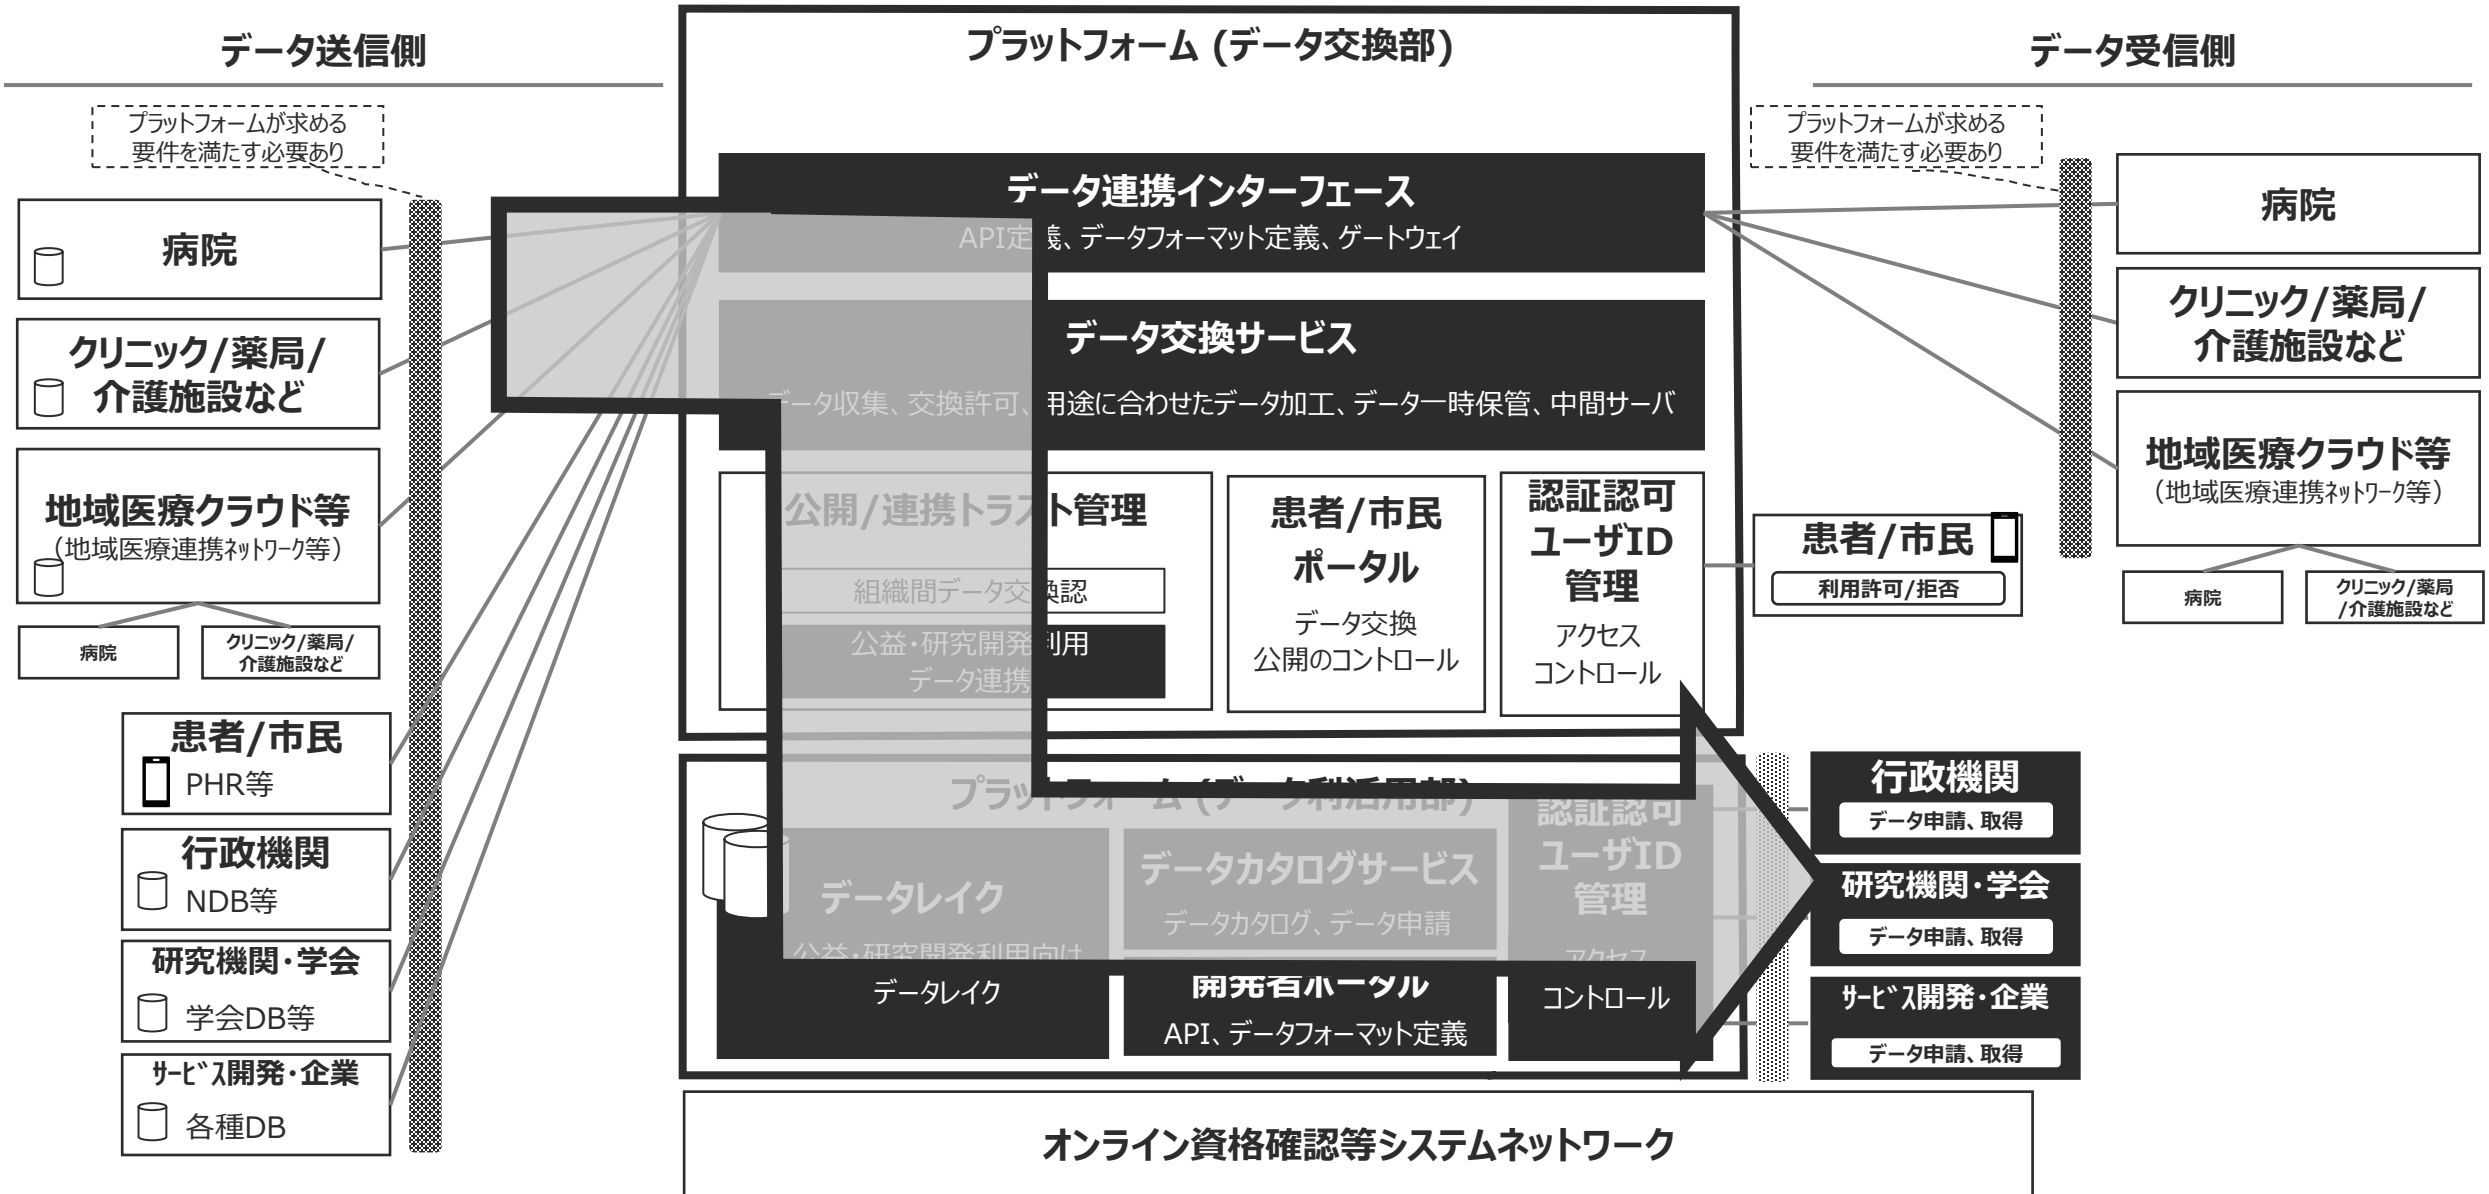 データ送信側
プラットフォームが求める
要件を満たす必要あり
病院
クリニック/薬局/
介護施設など
地域医療クラウド等
（地域医療連携ネットワーク等）
病院
クリニック/薬局/
介護施設など
患者/市民
PHR等
行政機関
NDB等
研究機関・学会
学会DB等
サービス開発・企業
各種DB
プラットフォーム (データ交換部)
データ連携インターフェース
API定義、データフォーマット定義、ゲートウェイ
データ交換サービス
データ収集、交換許可、用途に合わせたデータ加工、データ一時保管、中間サーバ
公開/連携トラスト管理
組織間データ交換認
公益・研究開発利用
データ連携
患者/市民
ポータル
データ交換
公開のコントロール
認証認可
ユーザID
管理
アクセス
コントロール
プラットフォーム (データ利活用部)
データレイク
公益・研究開発利用向け
データレイク
データカタログサービス
データカタログ、データ申請
開発者ポータル
API、データフォーマット定義
認証認可
ユーザID
管理
アクセス
コントロール
オンライン資格確認等システムネットワーク
データ受信側
プラットフォームが求める
要件を満たす必要あり
病院
クリニック/薬局/
介護施設など
地域医療クラウド等
（地域医療連携ネットワーク等）
病院
クリニック/薬局
/介護施設など
患者/市民
利用許可/拒否
行政機関
データ申請、取得
研究機関・学会
データ申請、取得
サービス開発・企業
データ申請、取得